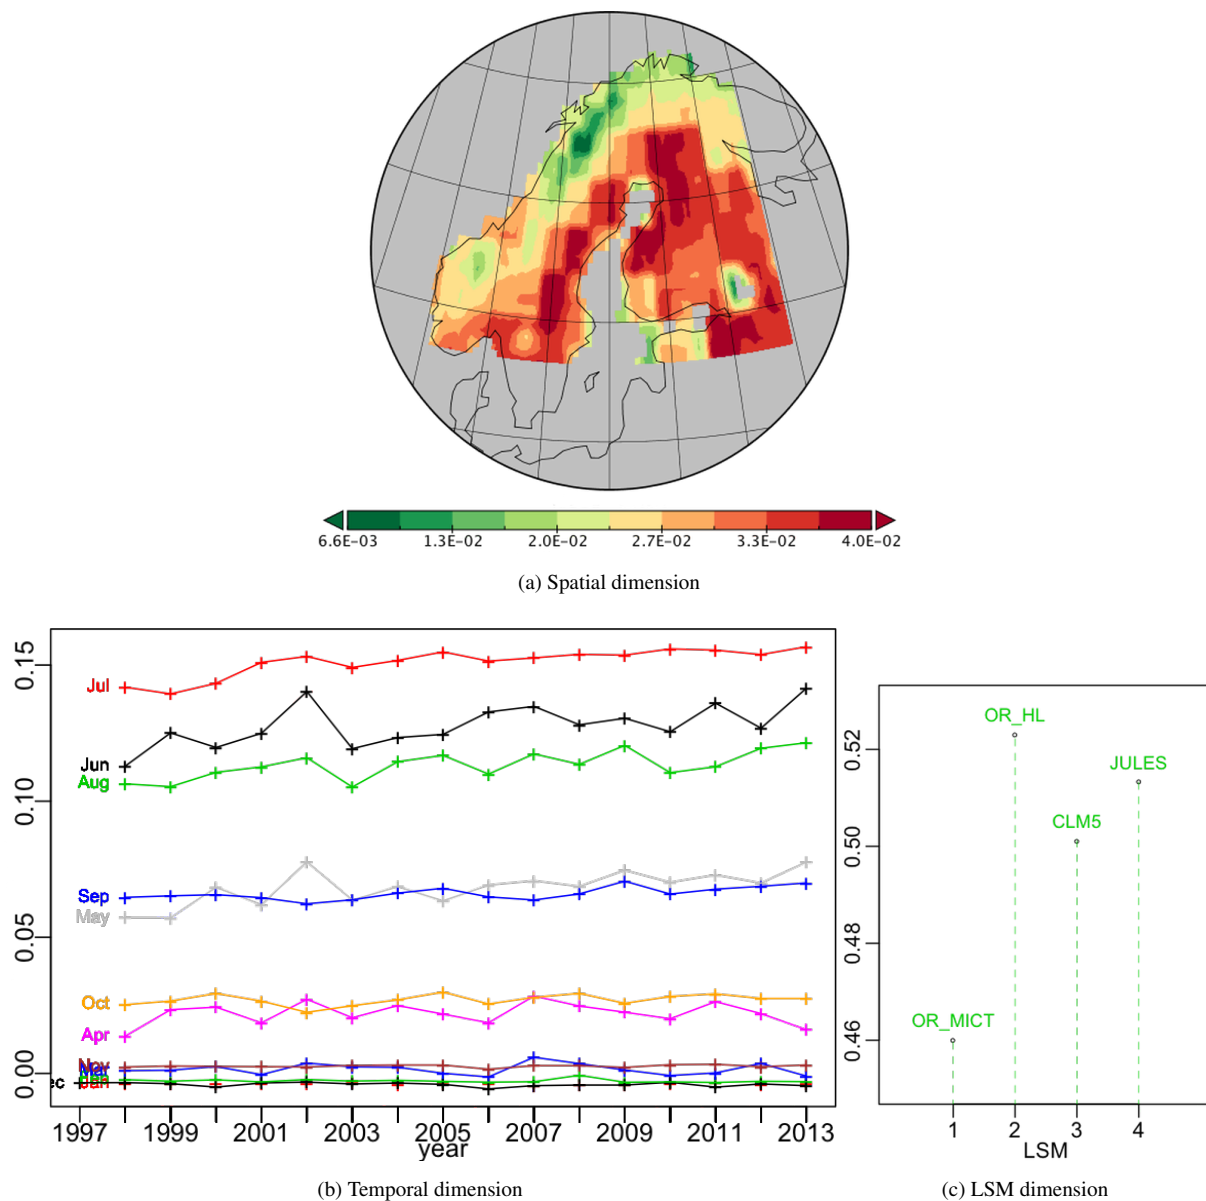 6.6E-03 1.3E-02 2.0E-02 2.7E-02 3.3E-02 4.0E-02
(a) Spatial dimension
0.15
Jul
Jun
Aug
0.10
Sep
May
0.05
Oct
Apr
Nov
Mar
0.00
Jan
ec
1997 1999 2001 2003 2005 2007 2009 2011 2013
year
(b) Temporal dimension
OR_HL
0.52
JULES
CLM5
0.50
0.48
OR_MICT
0.46
1 2 3 4
LSM
(c) LSM dimension